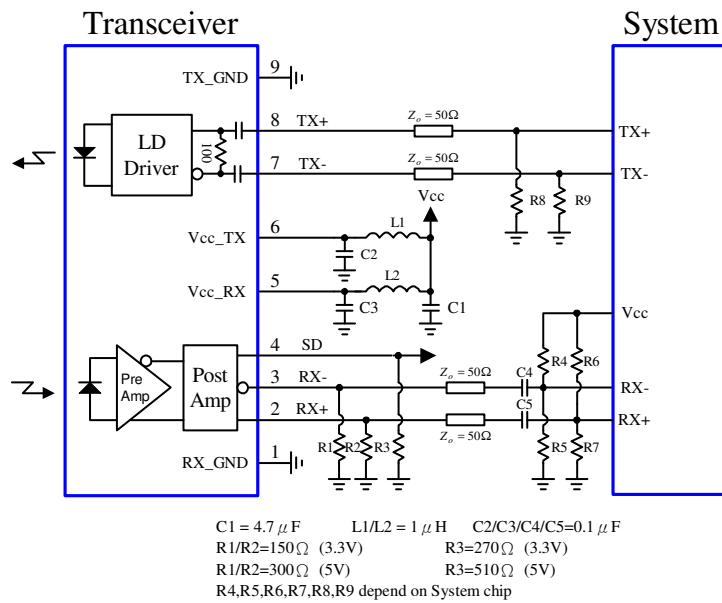 Transceiver System
TX_GND 9
8 TX+ Zo = 50Ω TX+
LD Driver
100
7 TX- Zo = 50Ω TX-
R8 R9
Vcc
Vcc_TX 6 L1
C2
Vcc_RX 5 L2
C3 C1
Vcc
4 SD
R4 R6
Pre Amp
Post Amp
3 RX- Zo = 50Ω C4 RX-
2 RX+ Zo = 50Ω C5 RX+
R1 R2 R3 R5 R7
RX_GND 1
C1 = 4.7 μF L1/L2 = 1 μH C2/C3/C4/C5=0.1 μF
R1/R2=150Ω (3.3V) R3=270Ω (3.3V)
R1/R2=300Ω (5V) R3=510Ω (5V)
R4,R5,R6,R7,R8,R9 depend on System chip